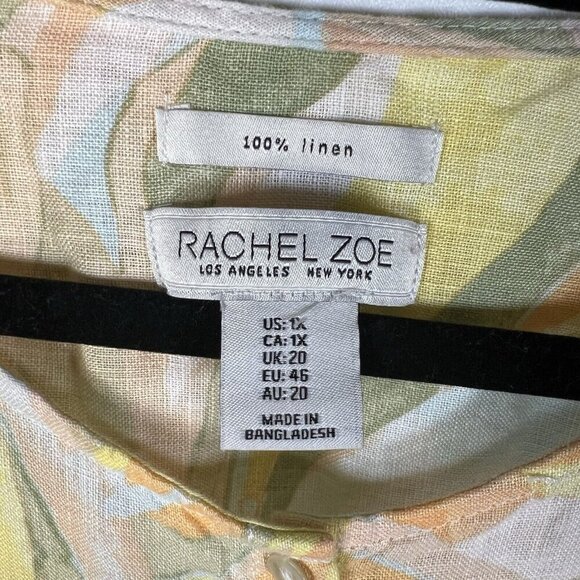 100% linen
RACHEL ZOE
LOS ANGELES NEW YORK
US: 1X
CA: 1X
UK: 20
EU: 46
AU: 20
MADE IN
BANGLADESH